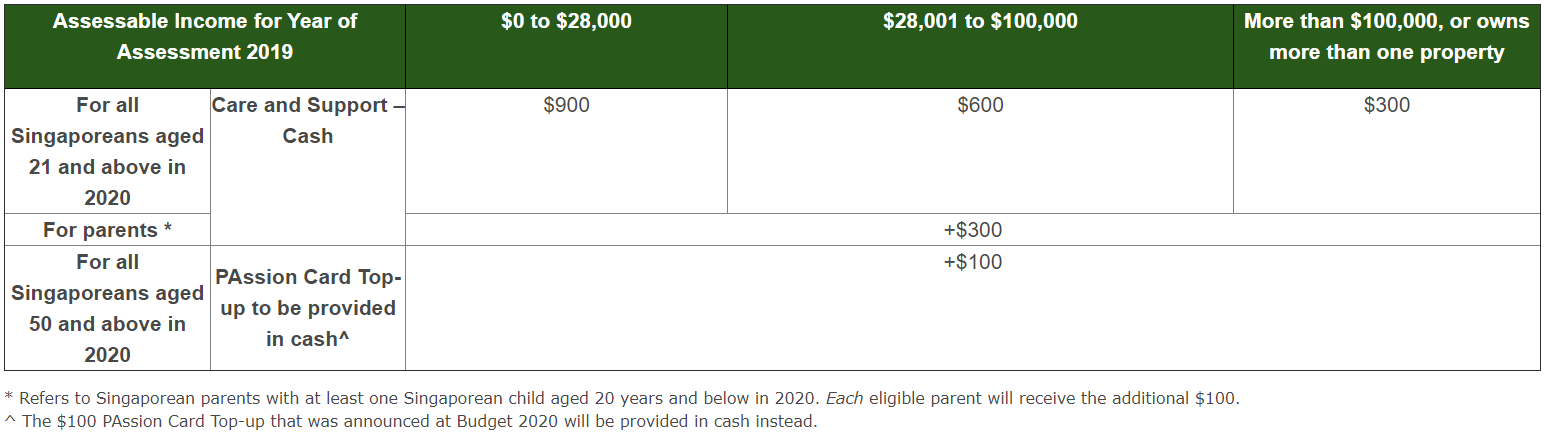 Assessable Income for Year of
Assessment 2019
$0 to $28,000
$28,001 to $100,000
More than $100,000, or owns
more than one property
For all
Singaporeans aged
21 and above in
2020
Care and Support –
Cash
$900
$600
$300
For parents *
+$300
For all
Singaporeans aged
50 and above in
2020
PAssion Card Top-
up to be provided
in cash^
+$100
* Refers to Singaporean parents with at least one Singaporean child aged 20 years and below in 2020. Each eligible parent will receive the additional $100.
^ The $100 PAssion Card Top-up that was announced at Budget 2020 will be provided in cash instead.